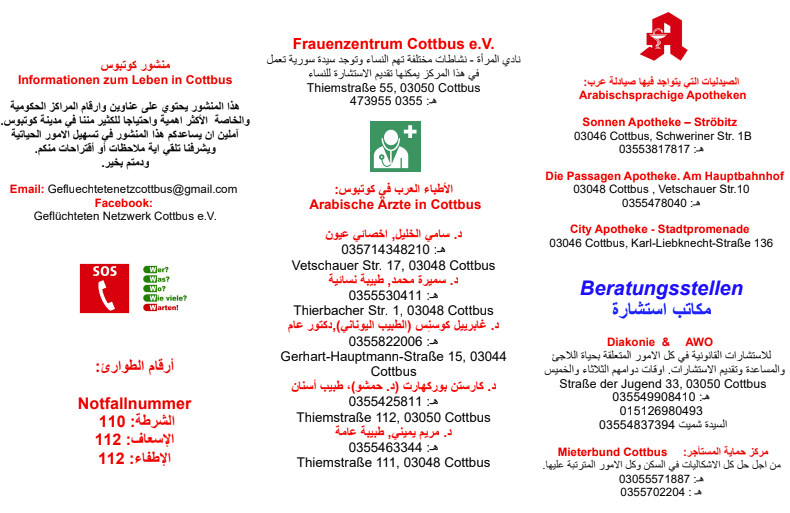 منشور كوتبوس
Informationen zum Leben in Cottbus
هذا المنشور يحتوي على عناوين وارقام المراكز الحكومية
والخاصة الأكثر اهمية واحتياجا للكثير مننا في مدينة كوتبوس.
آملين ان يساعدكم هذا المنشور في تسهيل الامور الحياتية
ويشرفنا تلقي اية ملاحظات أو أقتراحات منكم.
ودمتم بخير.
Email: Gefluechtetenetzcottbus@gmail.com
Facebook:
Geflüchteten Netzwerk Cottbus e.V.
SOS
Wer?
Was?
Wo?
Wie viele?
Warten!
أرقام الطوارئ:
Notfallnummer
الشرطة: 110
الإسعاف: 112
الإطفاء: 112
Frauenzentrum Cottbus e.V.
نادي المرأة - نشاطات مختلفة تهم النساء وتوجد سيدة سورية تعمل
في هذا المركز يمكنها تقديم الاستشارة للنساء
Thiemstraße 55, 03050 Cottbus
هـ: 0355 473955
الأطباء العرب في كوتبوس:
Arabische Ärzte in Cottbus
د. سامي الخليل, اخصائي عيون
هـ: 035714348210
Vetschauer Str. 17, 03048 Cottbus
د. سميرة محمد, طبيبة نسائية
هـ: 0355530411
Thierbacher Str. 1, 03048 Cottbus
د. غابرييل كوسثس (الطبيب اليوناني),دكتور عام
هـ: 0355822006
Gerhart-Hauptmann-Straße 15, 03044
Cottbus
د. كارستن بوركهارت (د. حمشو)، طبيب أسنان
هـ: 0355425811
Thiemstraße 112, 03050 Cottbus
د. مريم يميني, طبيبة عامة
هـ: 0355463344
Thiemstraße 111, 03048 Cottbus
الصيدليات التي يتواجد فيها صيادلة عرب:
Arabischsprachige Apotheken
Sonnen Apotheke – Ströbitz
03046 Cottbus, Schweriner Str. 1B
هـ: 03553817817
Die Passagen Apotheke. Am Hauptbahnhof
03048 Cottbus , Vetschauer Str.10
هـ: 0355478040
City Apotheke - Stadtpromenade
03046 Cottbus, Karl-Liebknecht-Straße 136
Beratungsstellen
مكاتب استشارة
Diakonie & AWO
للاستشارات القانونية في كل الامور المتعلقة بحياة اللاجئ
والمساعدة وتقديم الاستشارات. اوقات دوامهم الثلاثاء والخميس
Straße der Jugend 33, 03050 Cottbus
هـ: 035549908410
015126980493
السيدة شميت 03554837394
مركز حماية المستأجر: Mieterbund Cottbus
من اجل حل كل الاشكاليات في السكن وكل الامور المترتبة عليها.
هـ: 03055571887
هـ : 0355702204